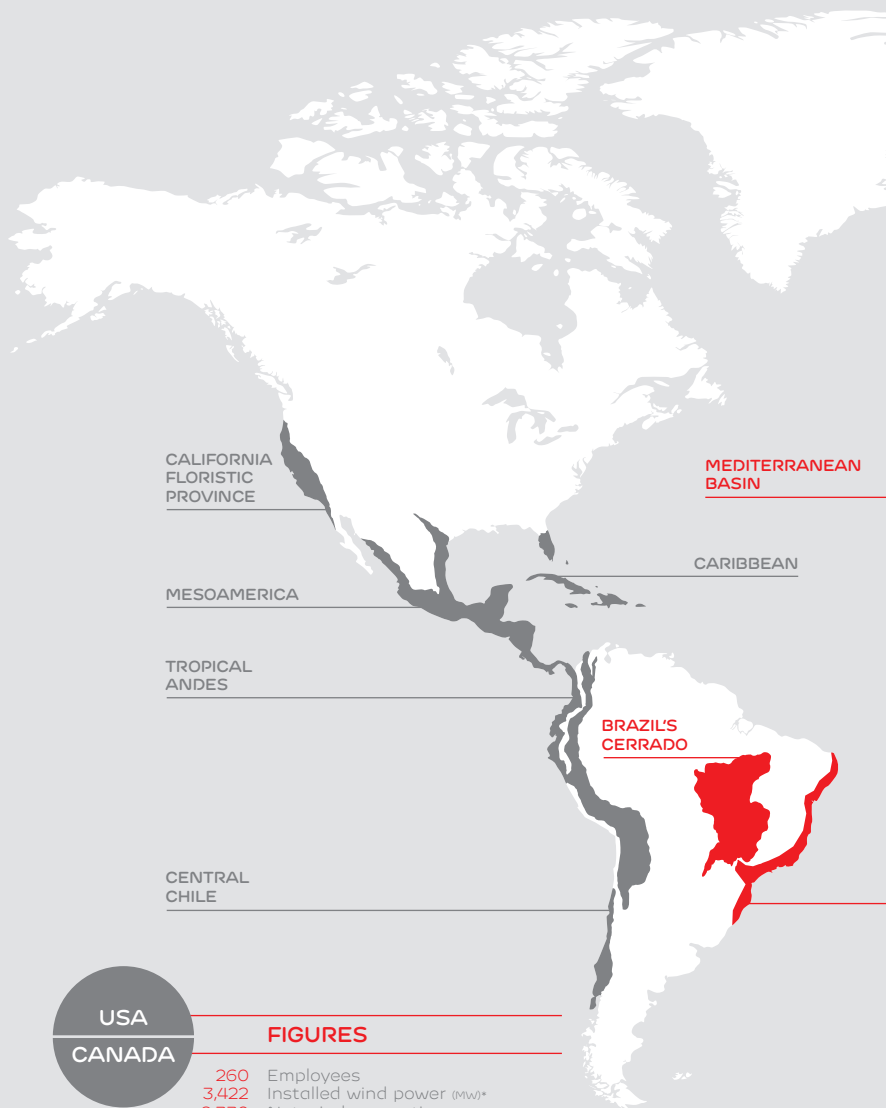 CALIFORNIA
FLORISTIC
PROVINCE
MEDITERRANEAN
BASIN
CARIBBEAN
MESOAMERICA
TROPICAL
ANDES
BRAZIL'S
CERRADO
CENTRAL
CHILE
USA
CANADA
FIGURES
260 Employees
3,422 Installed wind power (MW)*